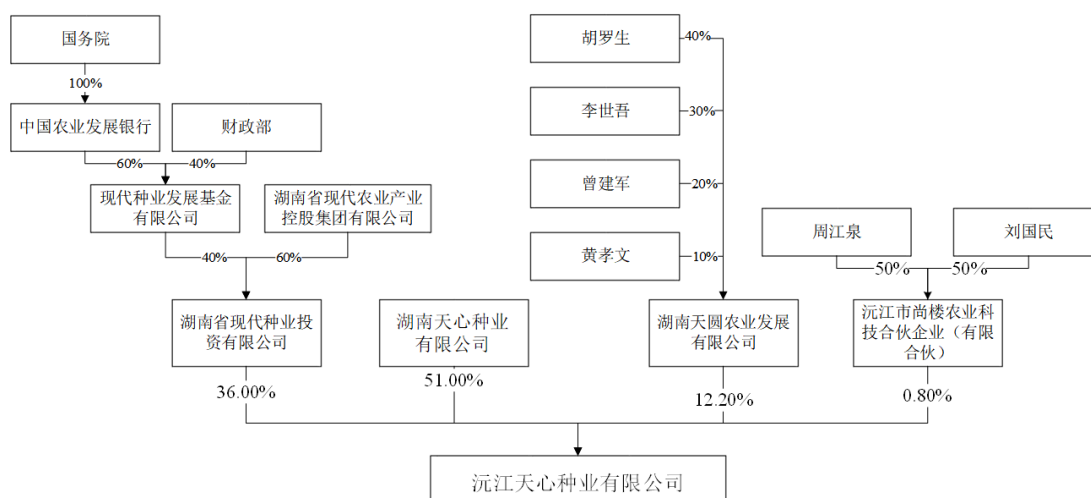 国务院
胡罗生
40%
100%
中国农业发展银行
财政部
李世吾
30%
60%
40%
现代种业发展基金
有限公司
湖南省现代农业产业
控股集团有限公司
曾建军
20%
周江泉
刘国民
40%
60%
黄孝文
10%
50%
50%
湖南省现代种业投
资有限公司
湖南天心种业
有限公司
湖南天圆农业发展
有限公司
沅江市尚楼农业科
技合伙企业（有限
合伙）
36.00%
51.00%
12.20%
0.80%
沅江天心种业有限公司